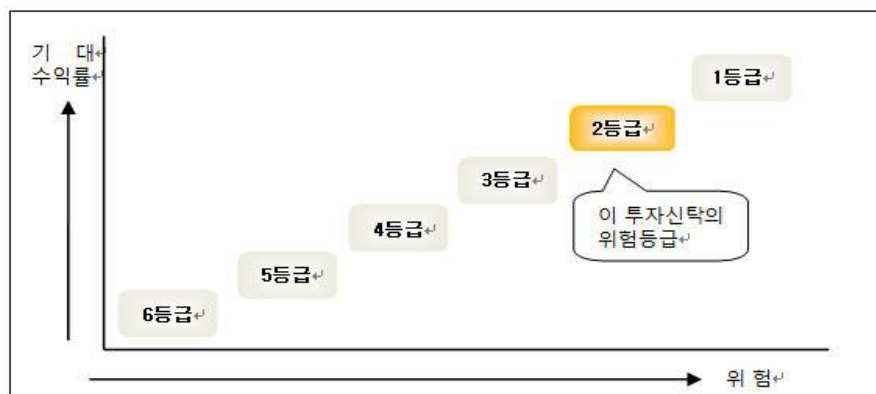 기 대
수익률
1등급
2등급
3등급
이 투자신탁의
위험등급
4등급
5등급
6등급
위 험